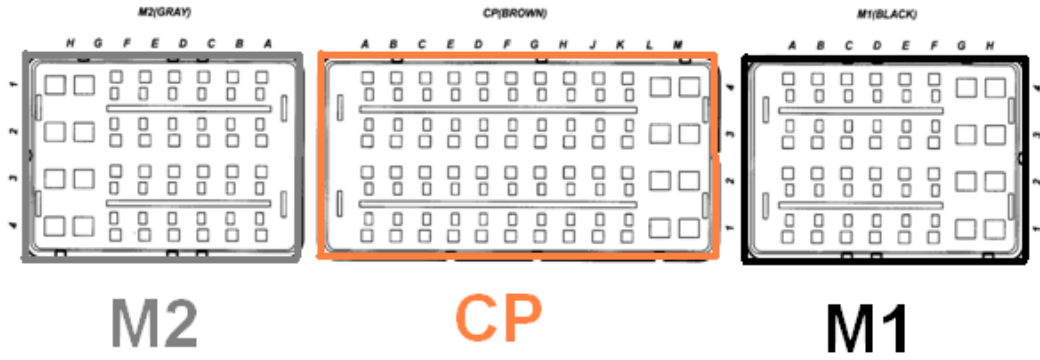 M2(GRAY)
H G F E D C B A
1
2
3
4
CP(BROWN)
A B C E D F G H J K L M
4
3
2
1
M1(BLACK)
A B C D E F G H
4
3
2
1
M2
CP
M1